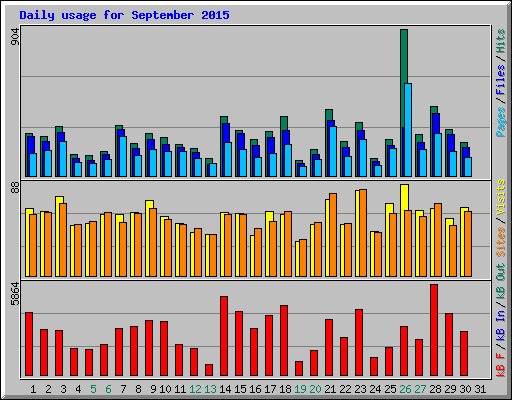 Daily usage for September 2015
904
Pages / Files / Hits
88
Sites / Visits
5864
kB F / kB In / kB Out
1 2 3 4 5 6 7 8 9 10 11 12 13 14 15 16 17 18 19 20 21 22 23 24 25 26 27 28 29 30 31